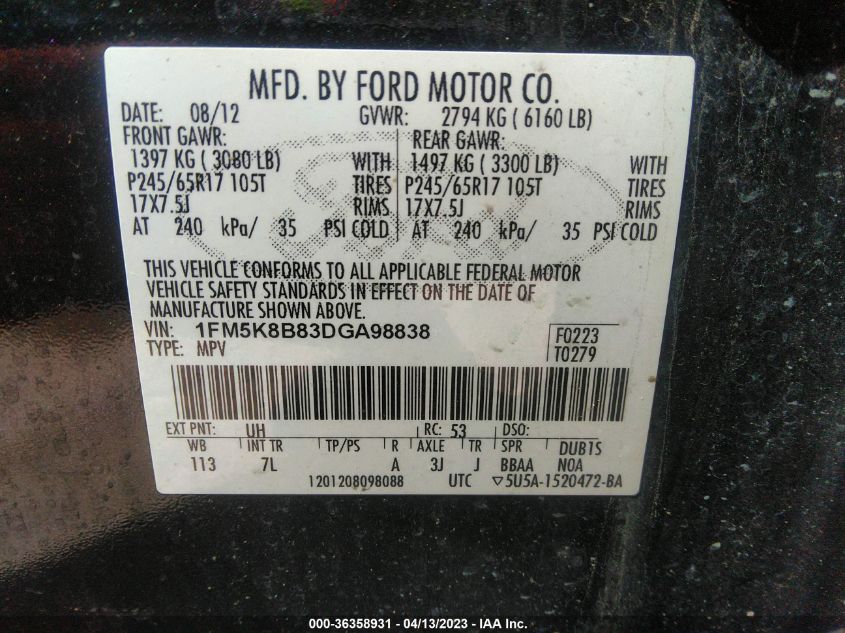 MFD. BY FORD MOTOR CO.
DATE: 08/12 GVWR: 2794 KG ( 6160 LB)
FRONT GAWR: REAR GAWR:
1397 KG ( 3080 LB) WITH 1497 KG ( 3300 LB) WITH
P245/65R17 105T TIRES P245/65R17 105T TIRES
17X7.5J RIMS 17X7.5J RIMS
AT 240 kPa/ 35 PSI COLD AT 240 kPa/ 35 PSI COLD
THIS VEHICLE CONFORMS TO ALL APPLICABLE FEDERAL MOTOR
VEHICLE SAFETY STANDARDS IN EFFECT ON THE DATE OF
MANUFACTURE SHOWN ABOVE.
VIN: 1FM5K8B83DGA98838 F0223
TYPE: MPV T0279
EXT PNT: UH RC: 53 DSO:
WB INT TR TP/PS R AXLE TR SPR DUB1S
113 7L A 3J J BBAA NOA
1201208098088 UTC ▽5U5A-1520472-BA
000-36358931 - 04/13/2023 - IAA Inc.